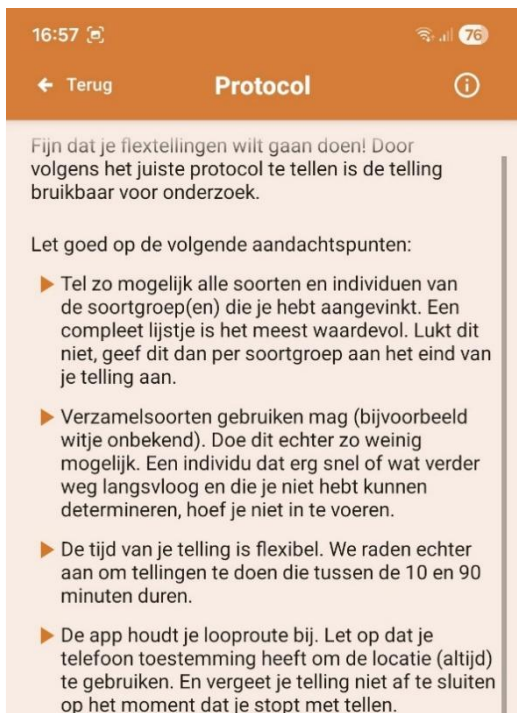 16:57
76
Terug
Protocol
Fijn dat je flextellingen wilt gaan doen! Door
volgens het juiste protocol te tellen is de telling
bruikbaar voor onderzoek.
Let goed op de volgende aandachtspunten:
Tel zo mogelijk alle soorten en individuen van
de soortgroep(en) die je hebt aangevinkt. Een
compleet lijstje is het meest waardevol. Lukt dit
niet, geef dit dan per soortgroep aan het eind van
je telling aan.
Verzamelsoorten gebruiken mag (bijvoorbeeld
witje onbekend). Doe dit echter zo weinig
mogelijk. Een individu dat erg snel of wat verder
weg langsvloog en die je niet hebt kunnen
determineren, hoef je niet in te voeren.
De tijd van je telling is flexibel. We raden echter
aan om tellingen te doen die tussen de 10 en 90
minuten duren.
De app houdt je looproute bij. Let op dat je
telefoon toestemming heeft om de locatie (altijd)
te gebruiken. En vergeet je telling niet af te sluiten
op het moment dat je stopt met tellen.